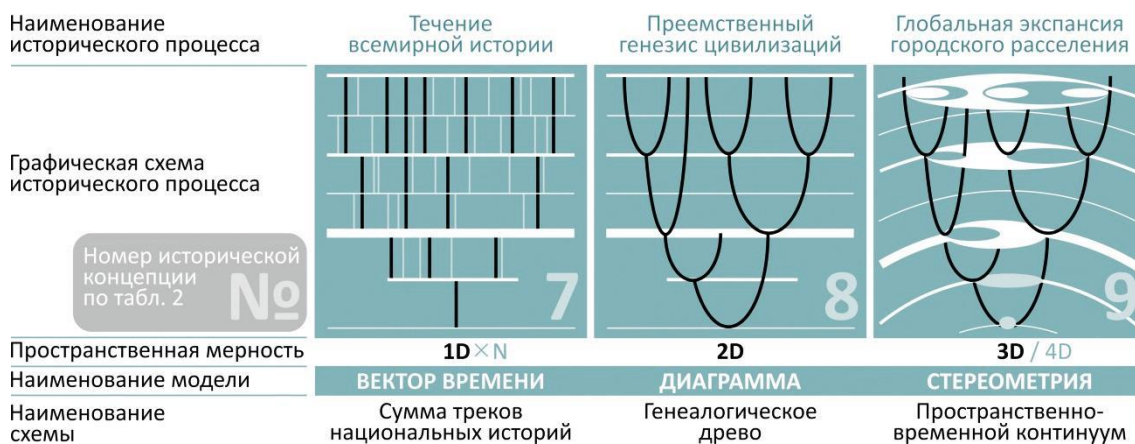 Наименование
исторического процесса
Течение
всемирной истории
Преемственный
генезис цивилизаций
Глобальная экспансия
городского расселения
Графическая схема
исторического процесса
Номер исторической
концепции
по табл. 2
№
7
8
9
Пространственная мерность
1D×N
2D
3D / 4D
Наименование модели
ВЕКТОР ВРЕМЕНИ
ДИАГРАММА
СТЕРЕОМЕТРИЯ
Наименование
схемы
Сумма треков
национальных историй
Генеалогическое
древо
Пространственно-
временной континуум